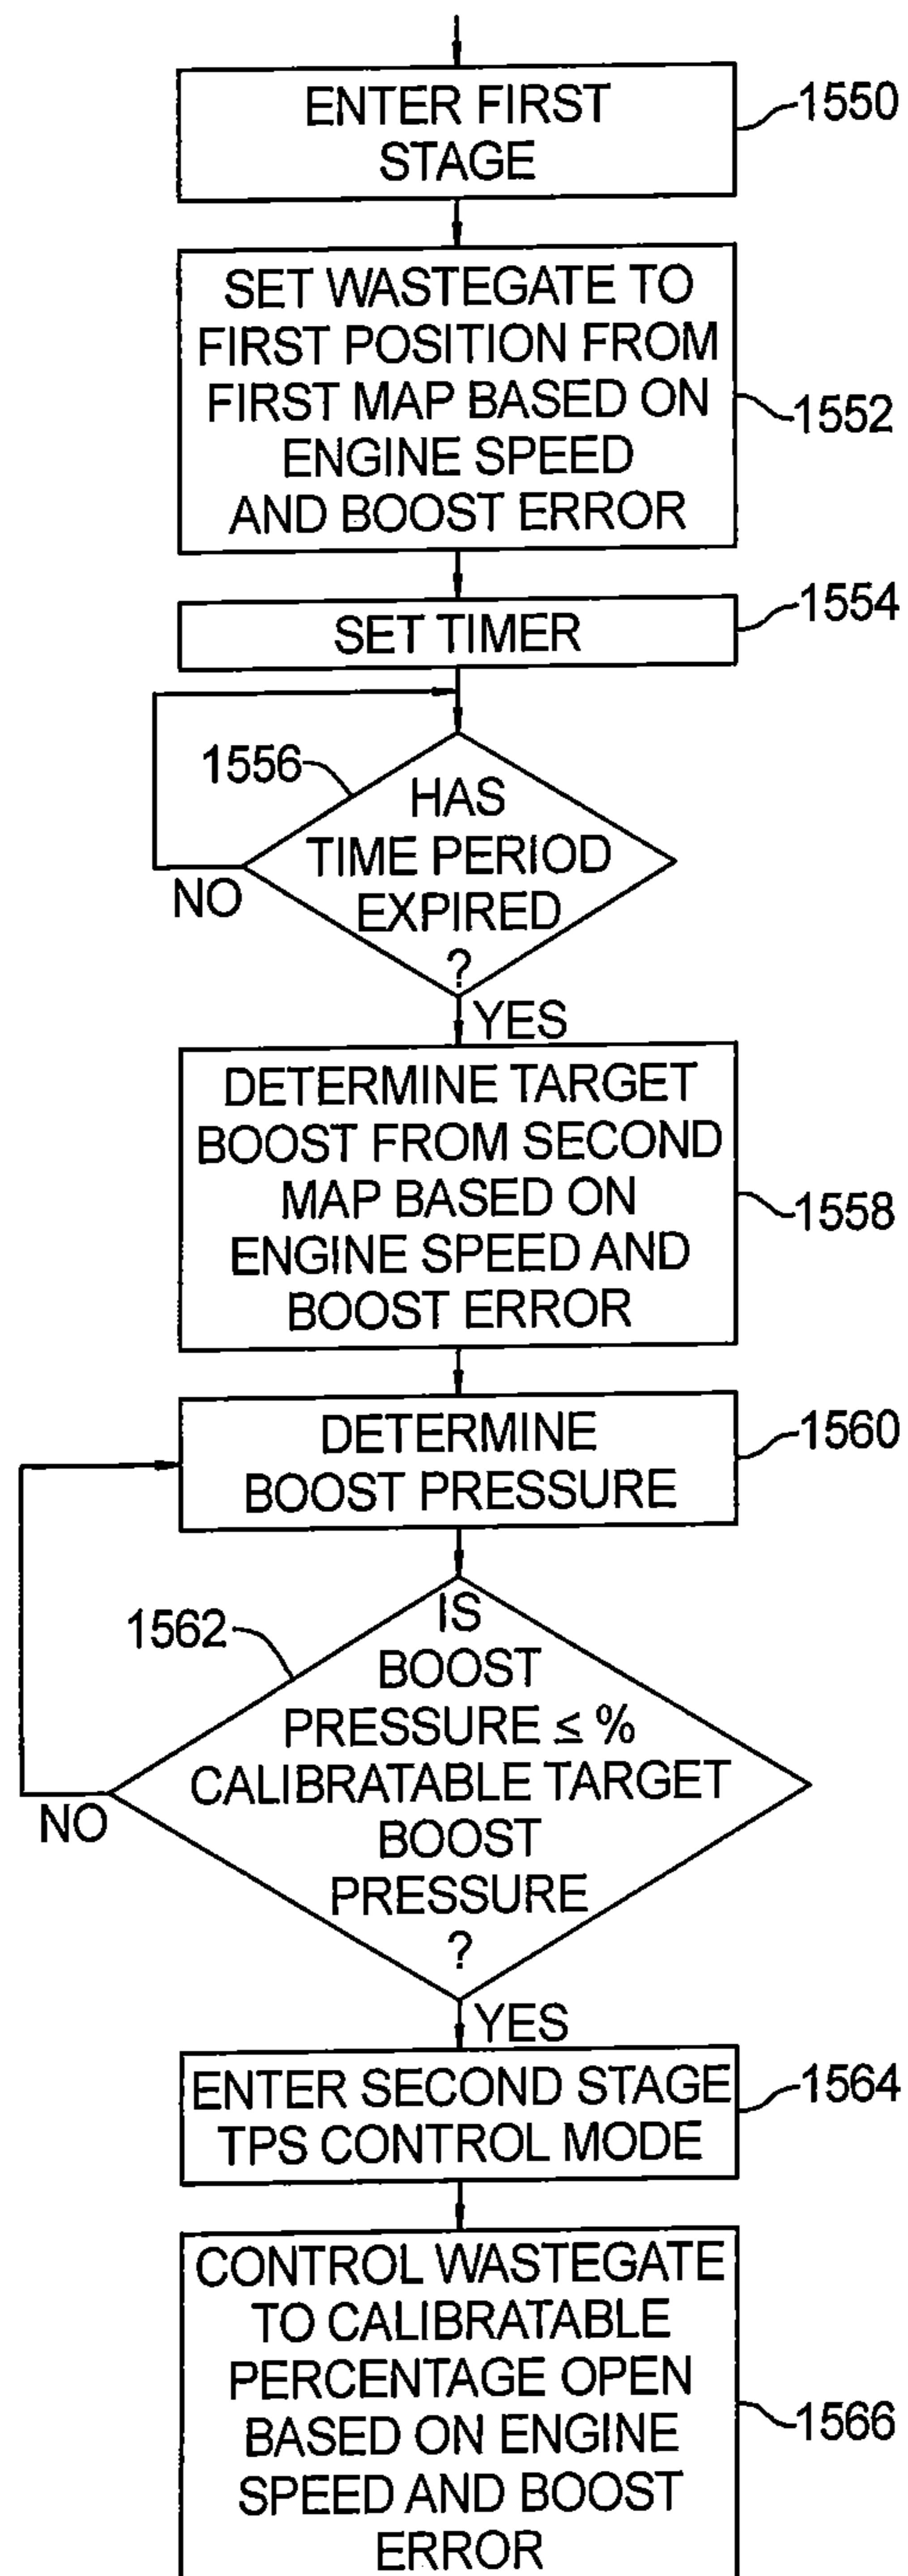 ENTER FIRST
STAGE
1550
SET WASTEGATE TO
FIRST POSITION FROM
FIRST MAP BASED ON
ENGINE SPEED
AND BOOST ERROR
1552
SET TIMER
1554
1556
HAS
TIME PERIOD
EXPIRED
?
NO
YES
DETERMINE TARGET
BOOST FROM SECOND
MAP BASED ON
ENGINE SPEED AND
BOOST ERROR
1558
DETERMINE
BOOST PRESSURE
1560
1562
IS
BOOST
PRESSURE ≤ %
CALIBRATABLE TARGET
BOOST
PRESSURE
?
NO
YES
ENTER SECOND STAGE
TPS CONTROL MODE
1564
CONTROL WASTEGATE
TO CALIBRATABLE
PERCENTAGE OPEN
BASED ON ENGINE
SPEED AND BOOST
ERROR
1566